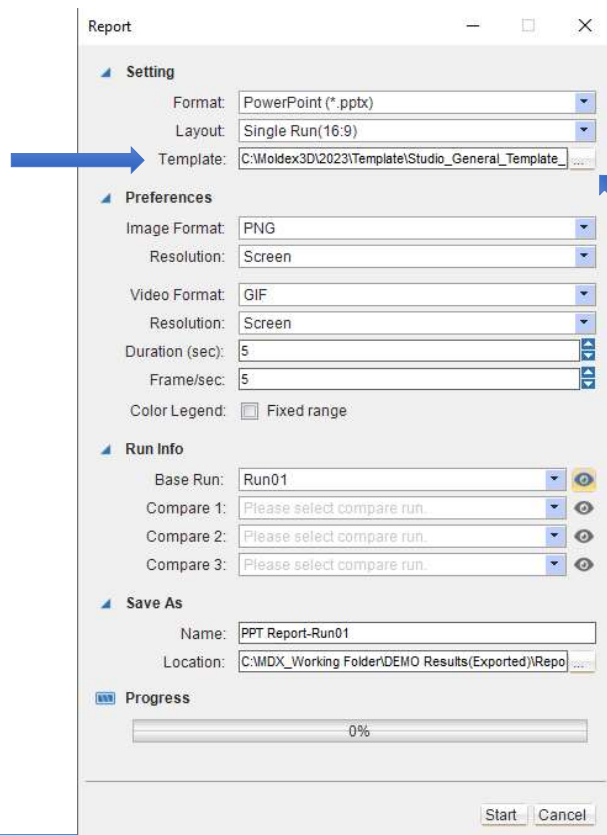 Report
Setting
Format: PowerPoint (*.pptx)
Layout: Single Run(16:9)
Template: C:\Moldex3D\2023\Template\Studio_General_Template_ ...
Preferences
Image Format: PNG
Resolution: Screen
Video Format: GIF
Resolution: Screen
Duration (sec): 5
Frame/sec: 5
Color Legend: Fixed range
Run Info
Base Run: Run01
Compare 1: Please select compare run.
Compare 2: Please select compare run.
Compare 3: Please select compare run.
Save As
Name: PPT Report-Run01
Location: C:\MDX_Working Folder\DEMO Results(Exported)\Repo ...
Progress
0%
Start Cancel